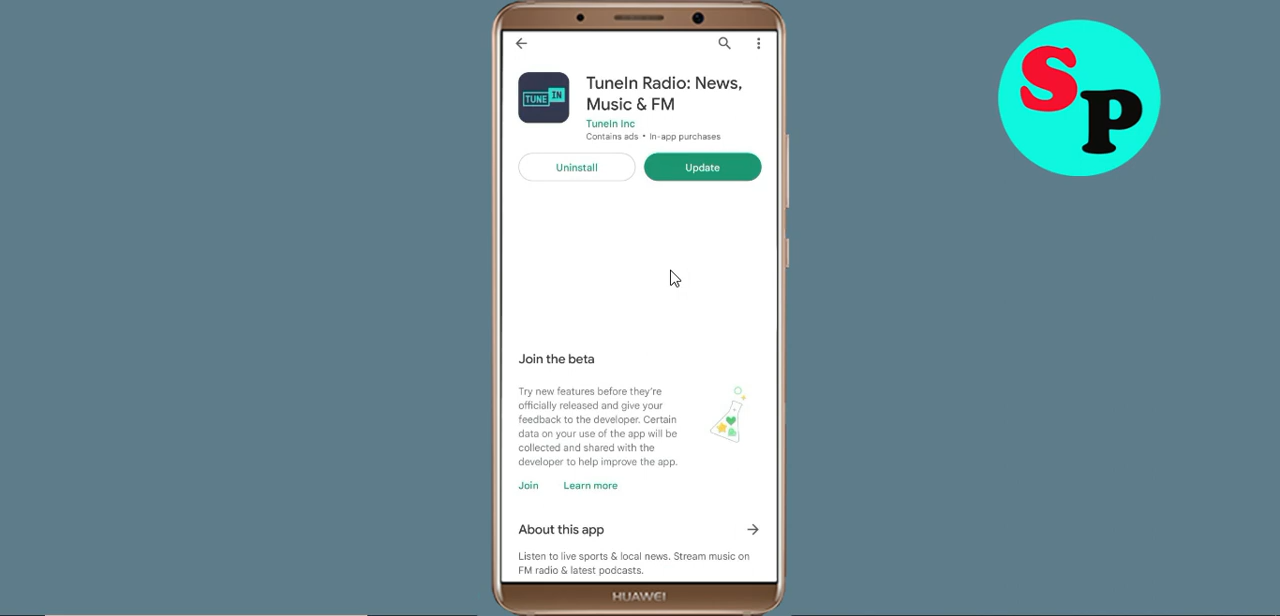 SP
TuneIn Radio: News,
Music & FM
TUNE IN
TuneIn Inc
Contains ads • In-app purchases
Uninstall
Update
Join the beta
Try new features before they're
officially released and give your
feedback to the developer. Certain
data on your use of the app will be
collected and shared with the
developer to help improve the app.
Join
Learn more
About this app
Listen to live sports & local news. Stream music on
FM radio & latest podcasts.
HUAWEI